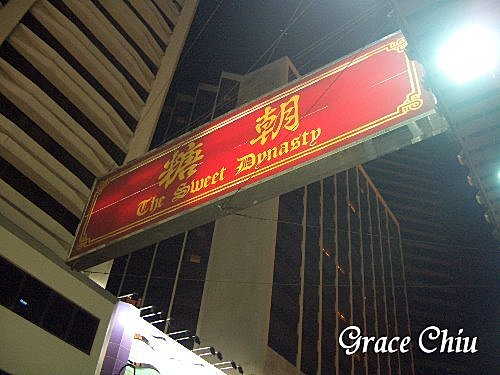 糖朝
The Sweet Dynasty
Grace Chiu